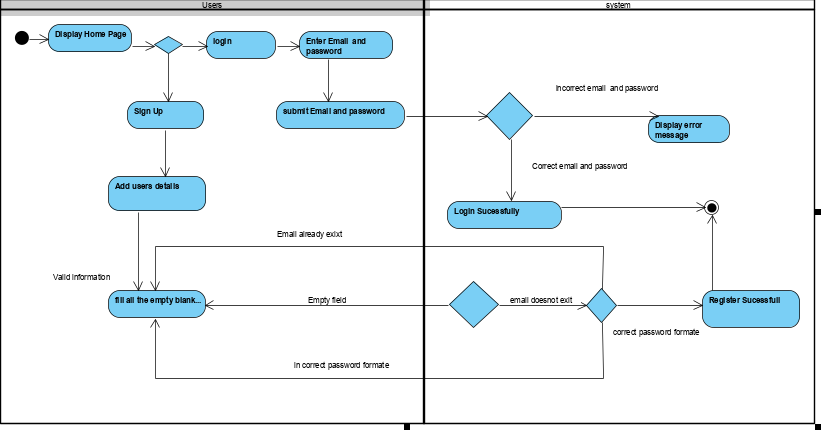 Users
system
Display Home Page
login
Enter Email and
password
Sign Up
submit Email and password
Incorrect email and password
Display error
message
Correct email and password
Add users details
Login Sucessfully
Email already exixt
Valid Information
fill all the empty blank...
Empty field
email doesnot exit
Register Sucessfull
correct password formate
In correct password formate